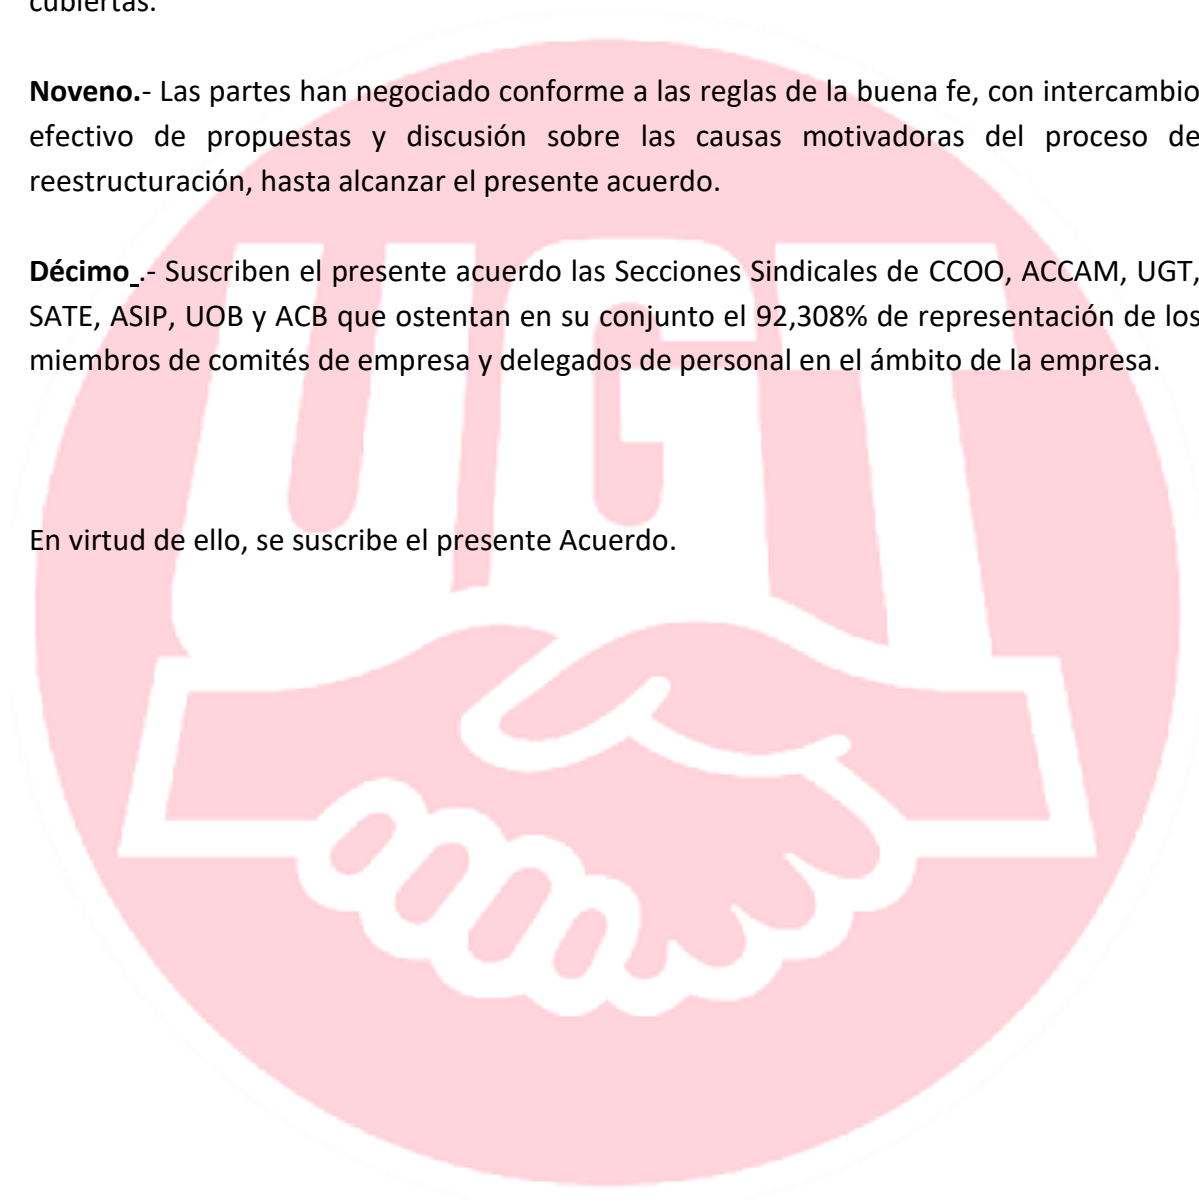 cubiertas.
Noveno.- Las partes han negociado conforme a las reglas de la buena fe, con intercambio
efectivo de propuestas y discusión sobre las causas motivadoras del proceso de
reestructuración, hasta alcanzar el presente acuerdo.
Décimo .- Suscriben el presente acuerdo las Secciones Sindicales de CCOO, ACCAM, UGT,
SATE, ASIP, UOB y ACB que ostentan en su conjunto el 92,308% de representación de los
miembros de comités de empresa y delegados de personal en el ámbito de la empresa.
UGT
En virtud de ello, se suscribe el presente Acuerdo.